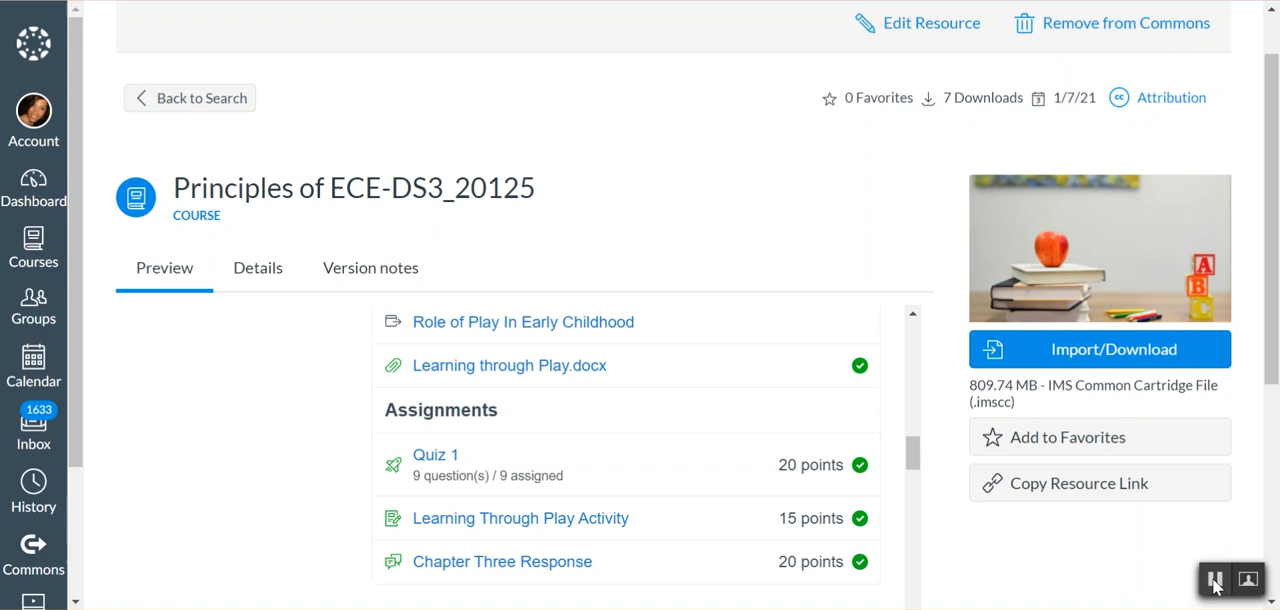 Edit Resource
Remove from Commons
Back to Search
0 Favorites
7 Downloads
3
1/7/21
cc
Attribution
Account
Dashboard
Courses
Groups
Calendar
1633
Inbox
History
Commons
Principles of ECE-DS3_20125
COURSE
Preview
Details
Version notes
Role of Play In Early Childhood
Learning through Play.docx
Assignments
Quiz 1
9 question(s) / 9 assigned
20 points
Learning Through Play Activity
15 points
Chapter Three Response
20 points
A
B
C
Import/Download
809.74 MB - IMS Common Cartridge File
(.imscc)
Add to Favorites
Copy Resource Link